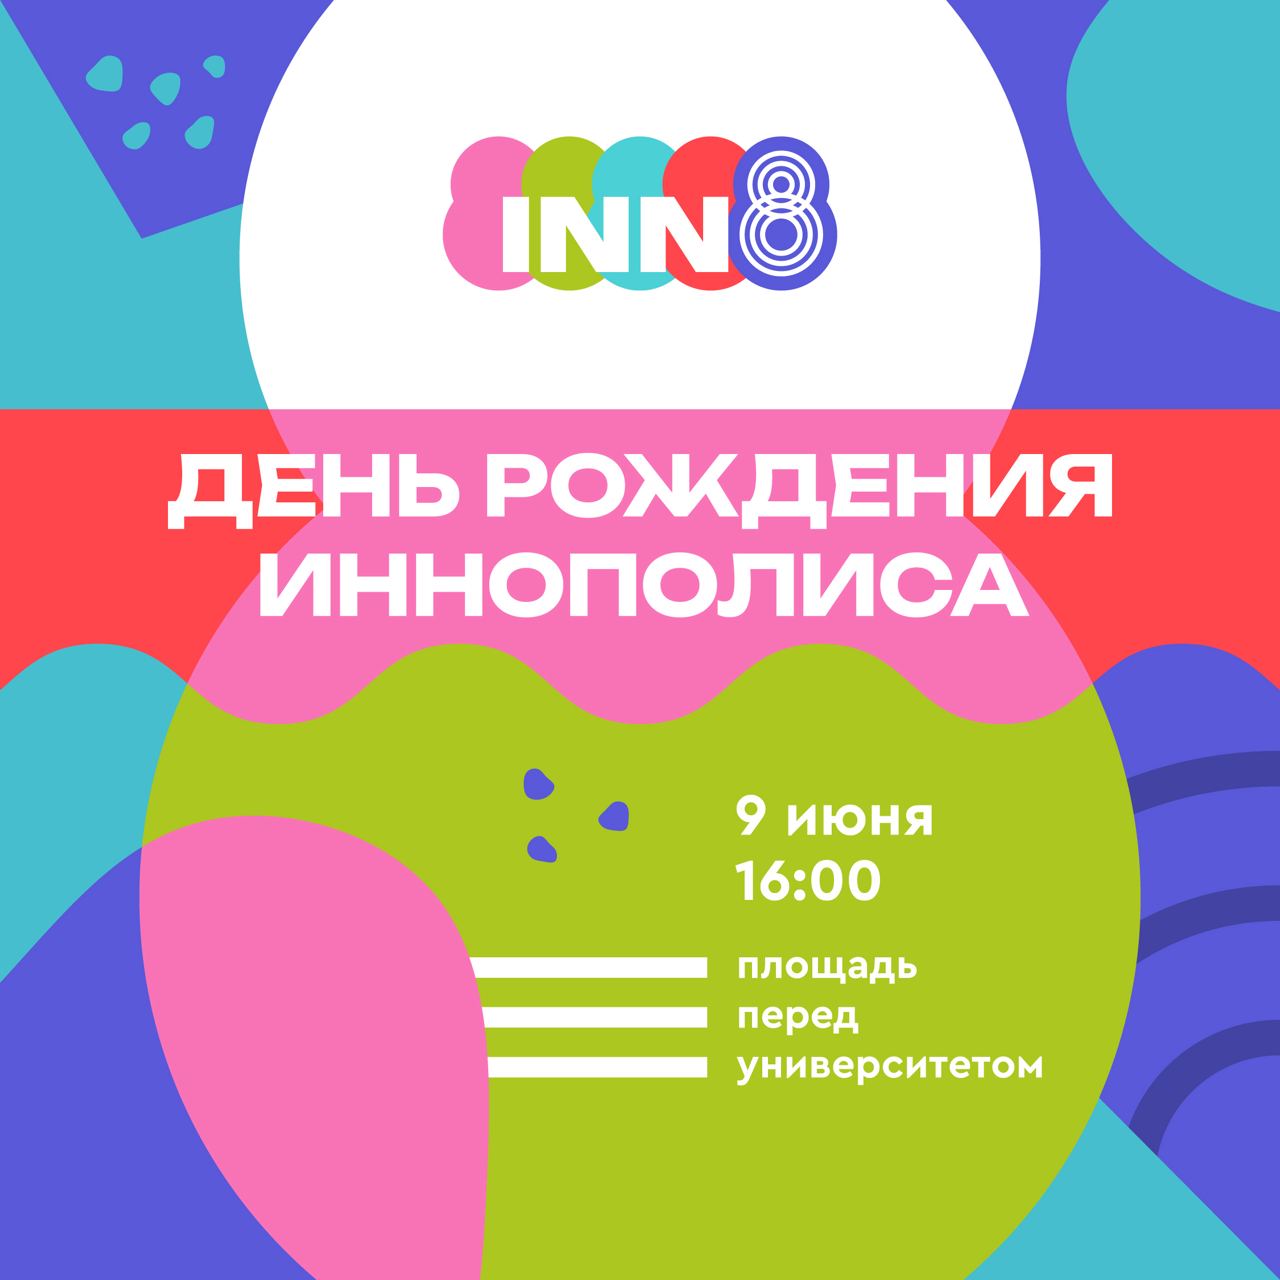 INN8
ДЕНЬ РОЖДЕНИЯ
ИННОПОЛИСА
9 июня
16:00
площадь
перед
университетом